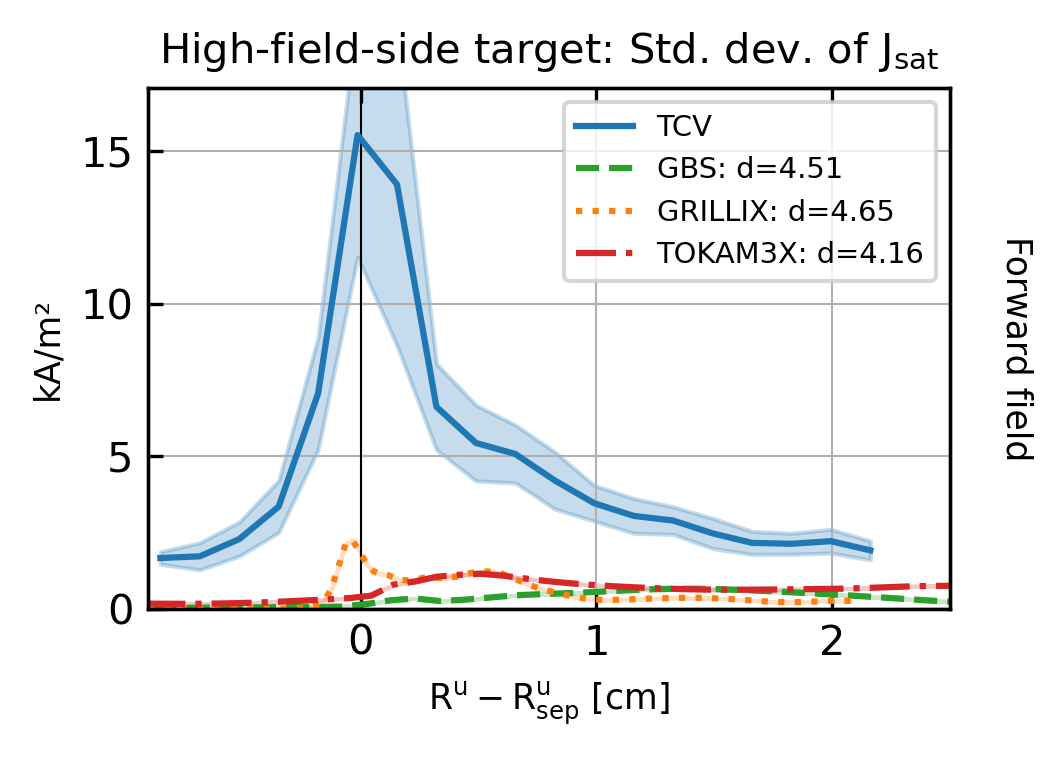 High-field-side target: Std. dev. of J_sat
TCV
GBS: d=4.51
GRILLIX: d=4.65
TOKAM3X: d=4.16
15
10
5
0
kA/m²
Forward field
0 1 2
R^u − R^u_sep [cm]